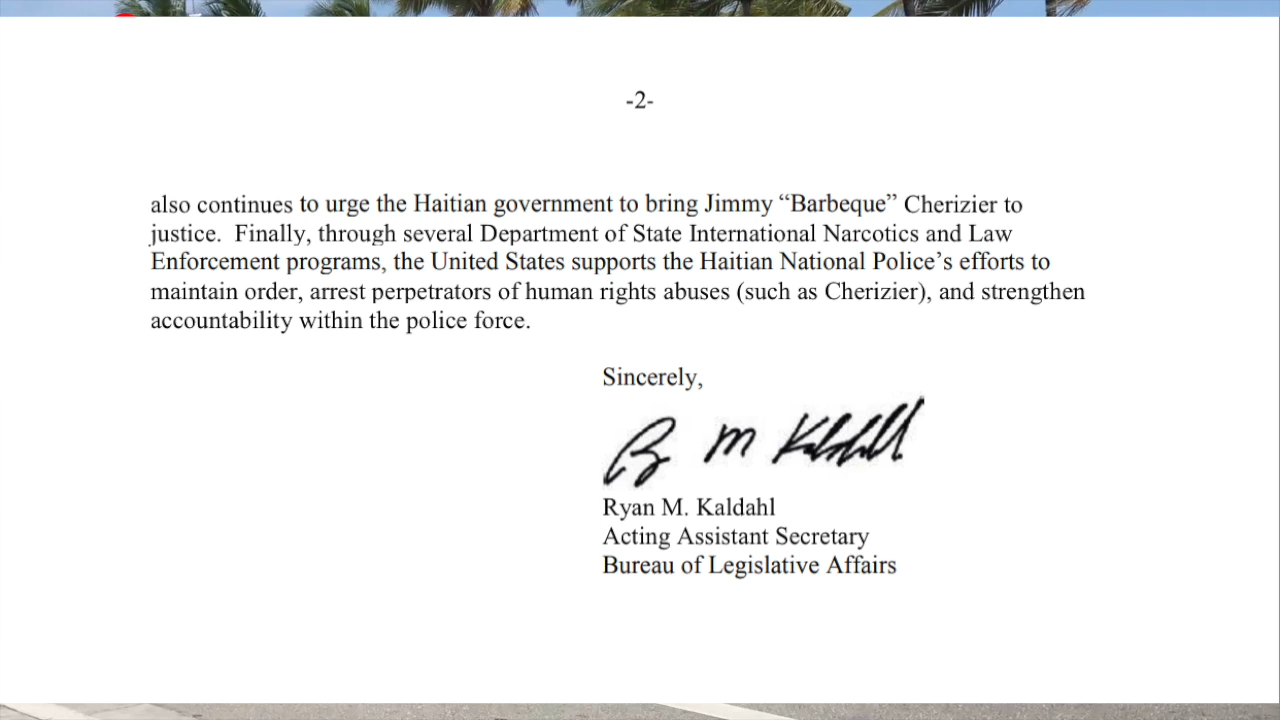 -2-
also continues to urge the Haitian government to bring Jimmy “Barbeque” Cherizier to
justice.  Finally, through several Department of State International Narcotics and Law
Enforcement programs, the United States supports the Haitian National Police’s efforts to
maintain order, arrest perpetrators of human rights abuses (such as Cherizier), and strengthen
accountability within the police force.
Sincerely,
R M Kaldahl
Ryan M. Kaldahl
Acting Assistant Secretary
Bureau of Legislative Affairs